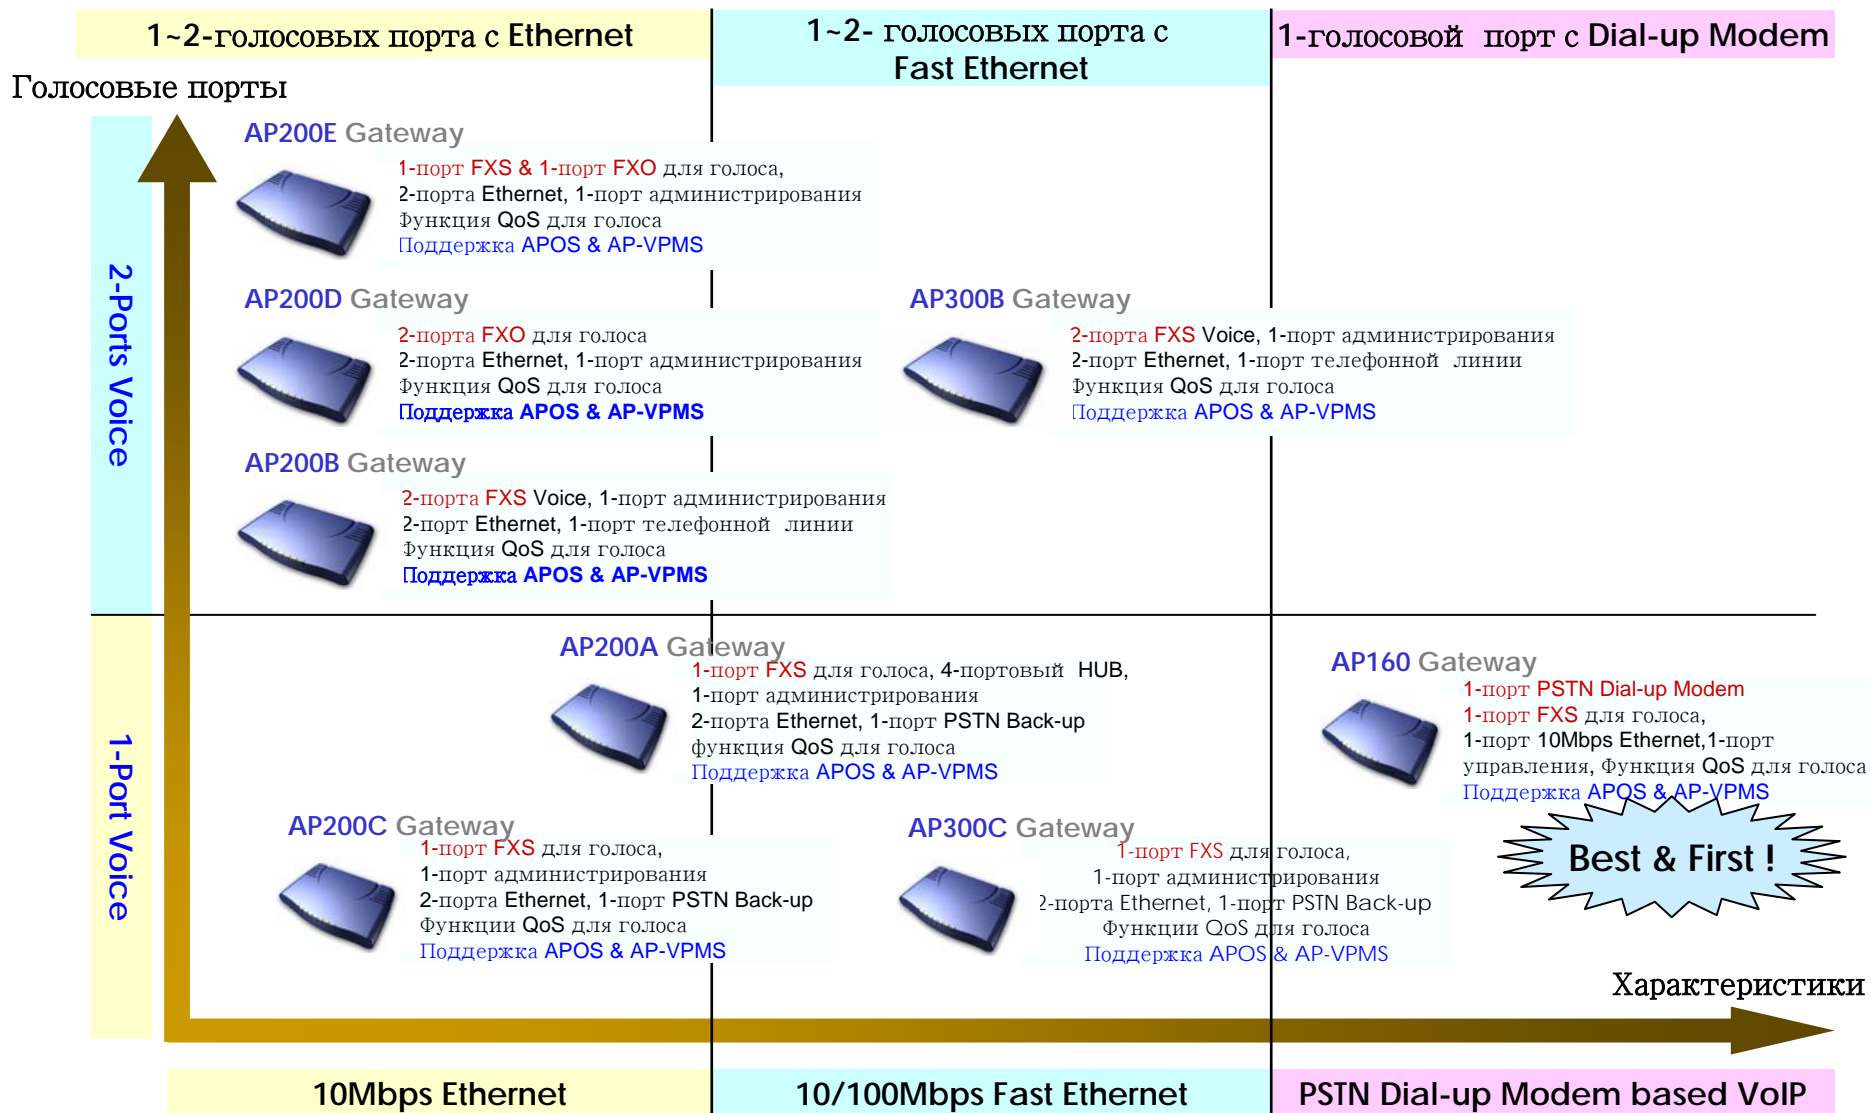 1~2-голосовых порта с Ethernet
1~2- голосовых порта с
Fast Ethernet
1-голосовой порт с Dial-up Modem
Голосовые порты
2-Ports Voice
AP200E Gateway
1-порт FXS & 1-порт FXO для голоса,
2-порта Ethernet, 1-порт администрирования
Функция QoS для голоса
Поддержка APOS & AP-VPMS
AP200D Gateway
2-порта FXO для голоса
2-порта Ethernet, 1-порт администрирования
Функция QoS для голоса
Поддержка APOS & AP-VPMS
AP300B Gateway
2-порта FXS Voice, 1-порт администрирования
2-порт Ethernet, 1-порт телефонной линии
Функция QoS для голоса
Поддержка APOS & AP-VPMS
AP200B Gateway
2-порта FXS Voice, 1-порт администрирования
2-порт Ethernet, 1-порт телефонной линии
Функция QoS для голоса
Поддержка APOS & AP-VPMS
1-Port Voice
AP200A Gateway
1-порт FXS для голоса, 4-портовый HUB,
1-порт администрирования
2-порта Ethernet, 1-порт PSTN Back-up
функция QoS для голоса
Поддержка APOS & AP-VPMS
AP160 Gateway
1-порт PSTN Dial-up Modem
1-порт FXS для голоса,
1-порт 10Mbps Ethernet,1-порт
управления, Функция QoS для голоса
Поддержка APOS & AP-VPMS
Best & First !
AP200C Gateway
1-порт FXS для голоса,
1-порт администрирования
2-порта Ethernet, 1-порт PSTN Back-up
Функции QoS для голоса
Поддержка APOS & AP-VPMS
AP300C Gateway
1-порт FXS для голоса,
1-порт администрирования
2-порта Ethernet, 1-порт PSTN Back-up
Функции QoS для голоса
Поддержка APOS & AP-VPMS
Характеристики
10Mbps Ethernet
10/100Mbps Fast Ethernet
PSTN Dial-up Modem based VoIP